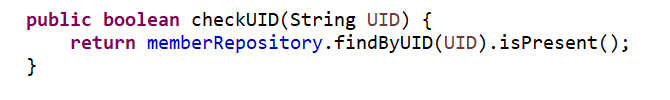 public boolean checkUID(String UID) {
    return memberRepository.findByUID(UID).isPresent();
}